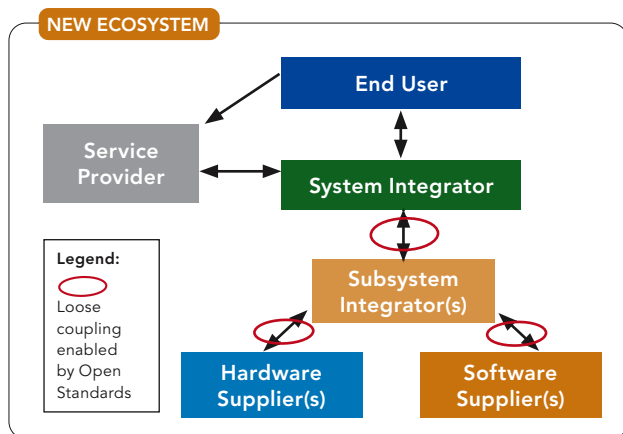 NEW ECOSYSTEM
End User
Service
Provider
System Integrator
Legend:
Loose
coupling
enabled
by Open
Standards
Subsystem
Integrator(s)
Hardware
Supplier(s)
Software
Supplier(s)